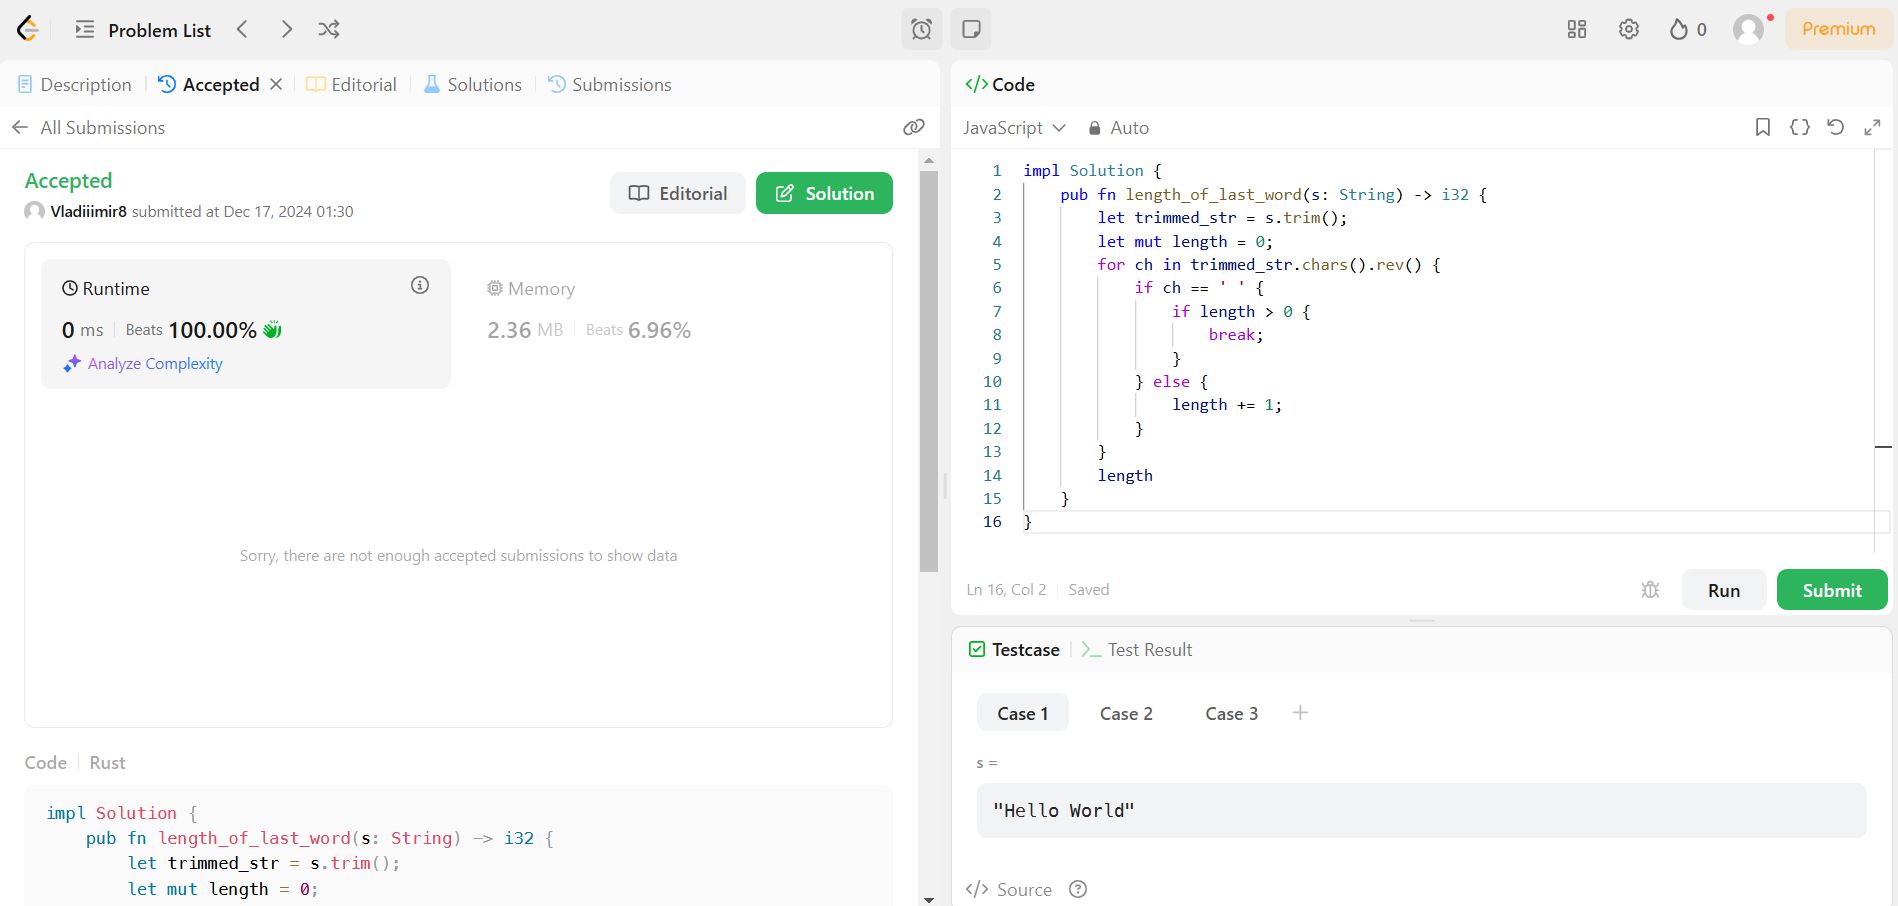 Problem List
0
Premium
Description
Accepted
Editorial
Solutions
Submissions
All Submissions
Accepted
Vladiiimir8 submitted at Dec 17, 2024 01:30
Editorial
Solution
Runtime
0 ms
Beats 100.00%
Analyze Complexity
Memory
2.36 MB
Beats 6.96%
Sorry, there are not enough accepted submissions to show data
Code
Rust
impl Solution {
    pub fn length_of_last_word(s: String) -> i32 {
        let trimmed_str = s.trim();
        let mut length = 0;
Code
JavaScript
Auto
1 impl Solution {
2     pub fn length_of_last_word(s: String) -> i32 {
3         let trimmed_str = s.trim();
4         let mut length = 0;
5         for ch in trimmed_str.chars().rev() {
6             if ch == ' ' {
7                 if length > 0 {
8                     break;
9                 }
10             } else {
11                 length += 1;
12             }
13         }
14         length
15     }
16 }
Ln 16, Col 2
Saved
Run
Submit
Testcase
Test Result
Case 1
Case 2
Case 3
s =
"Hello World"
Source